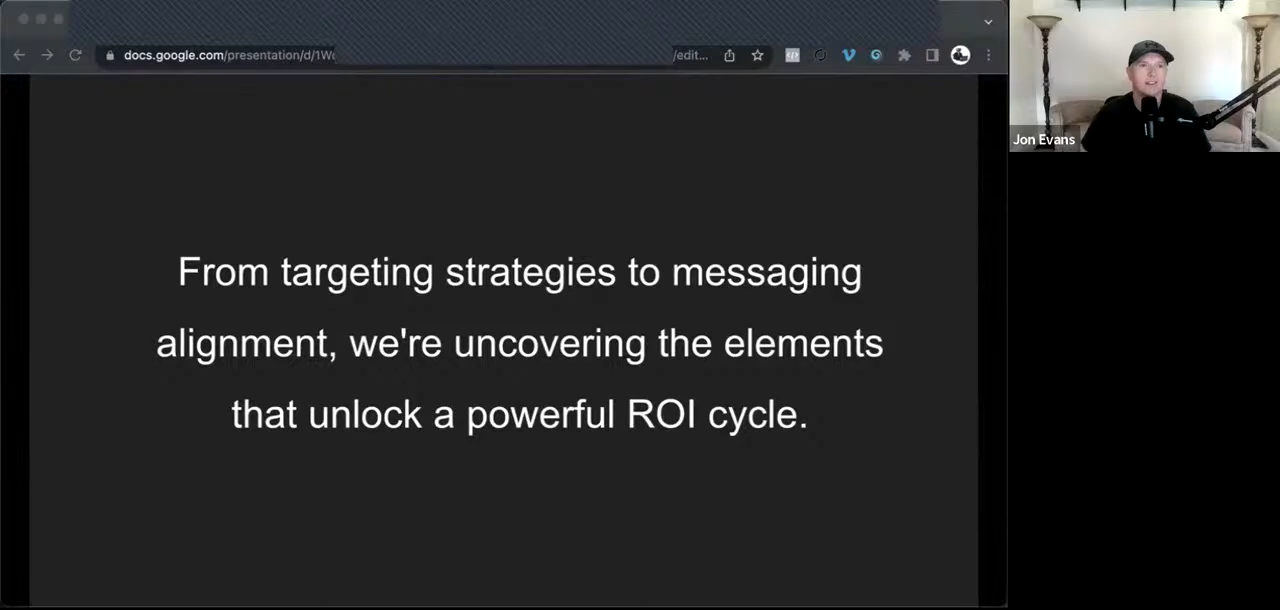 docs.google.com/presentation/d/1W
/edit...
Jon Evans
From targeting strategies to messaging
alignment, we're uncovering the elements
that unlock a powerful ROI cycle.